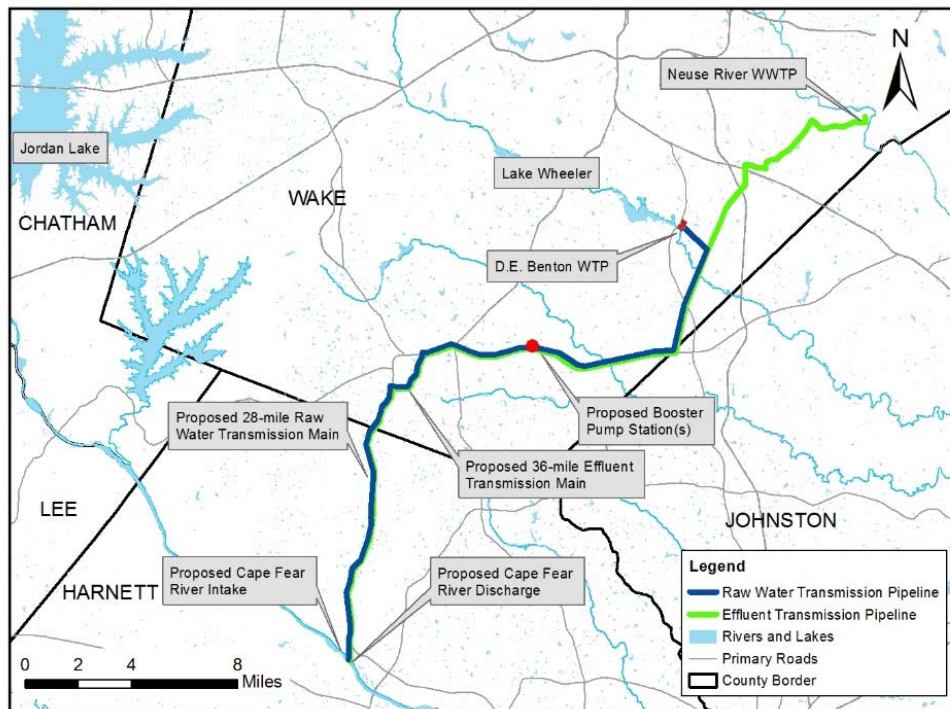 N
Neuse River WWTP
Jordan Lake
Lake Wheeler
WAKE
CHATHAM
D.E. Benton WTP
Proposed 28-mile Raw
Water Transmission Main
Proposed Booster
Pump Station(s)
Proposed 36-mile Effluent
Transmission Main
LEE
JOHNSTON
HARNETT
Proposed Cape Fear
River Intake
Proposed Cape Fear
River Discharge
Legend
Raw Water Transmission Pipeline
Effluent Transmission Pipeline
Rivers and Lakes
Primary Roads
County Border
0 2 4 8
Miles